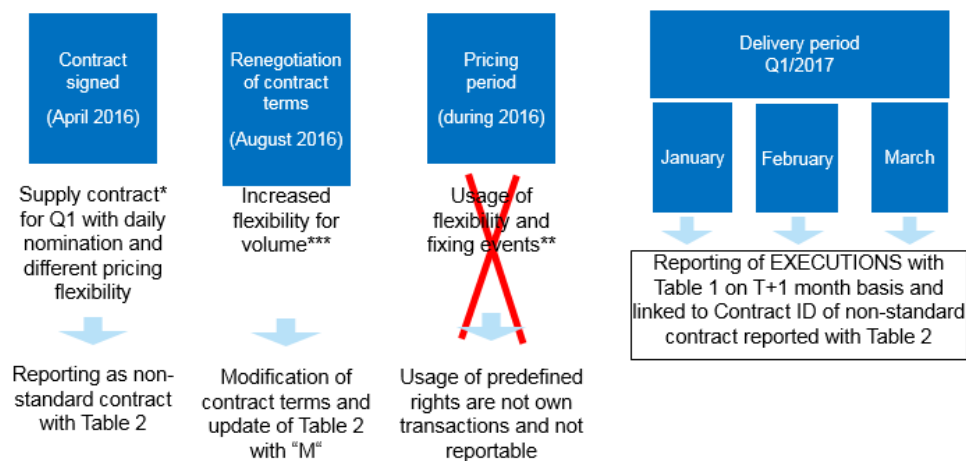 Contract
signed
(April 2016)
Supply contract*
for Q1 with daily
nomination and
different pricing
flexibility
Reporting as non-
standard contract
with Table 2
Renegotiation
of contract
terms
(August 2016)
Increased
flexibility for
volume***
Modification of
contract terms and
update of Table 2
with “M“
Pricing
period
(during 2016)
Usage of
flexibility and
fixing events**
Usage of predefined
rights are not own
transactions and not
reportable
Delivery period
Q1/2017
January
February
March
Reporting of EXECUTIONS with
Table 1 on T+1 month basis and
linked to Contract ID of non-standard
contract reported with Table 2